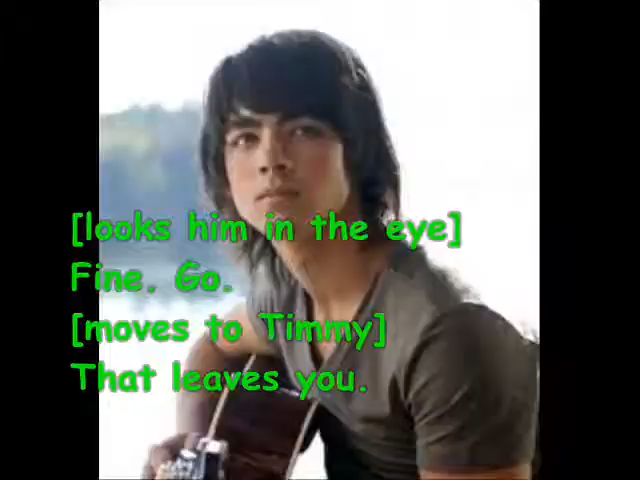 [looks him in the eye]
Fine. Go.
[moves to Timmy]
That leaves you.